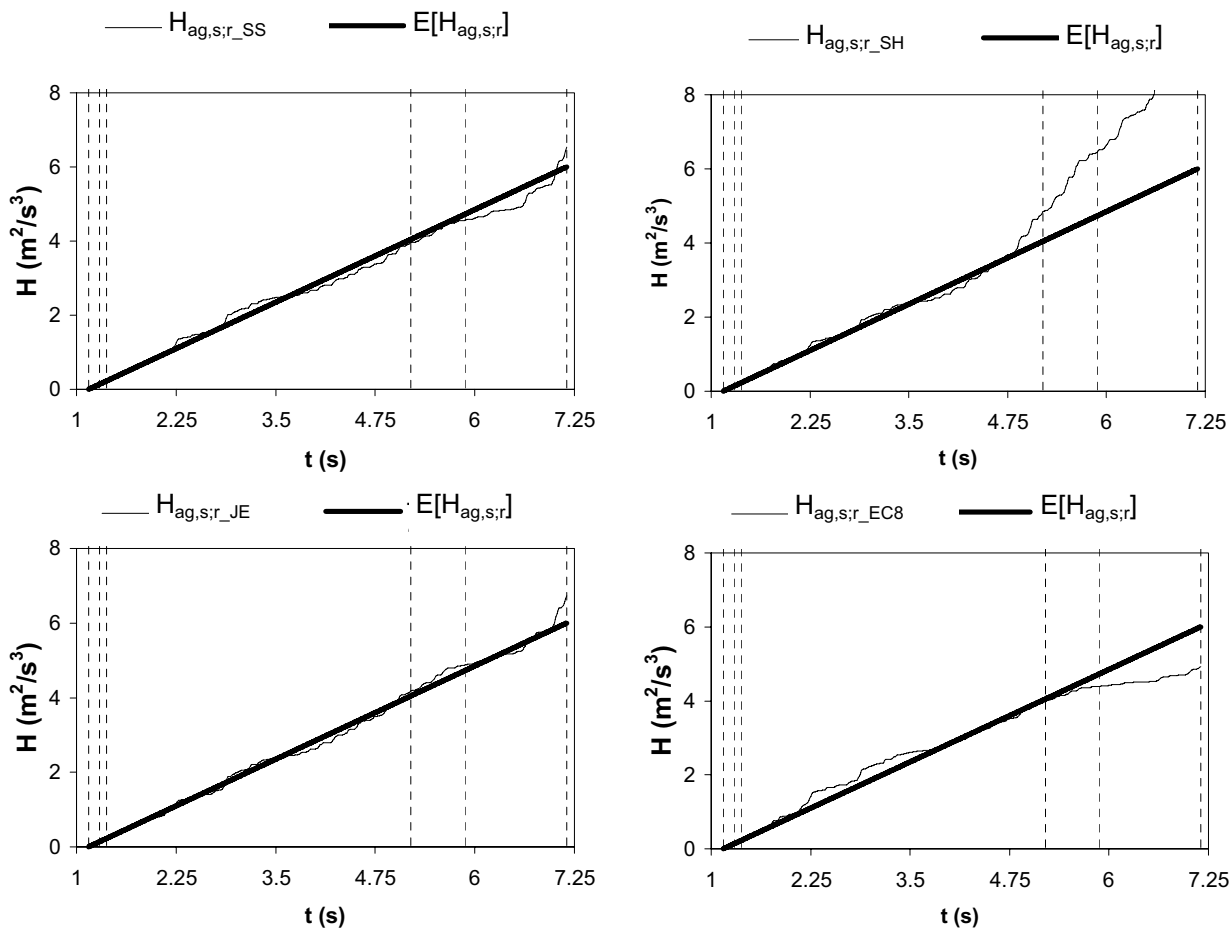 H_ag,s;r_SS E[H_ag,s;r]
8
6
4
2
0
H (m²/s³)
1 2.25 3.5 4.75 6 7.25
t (s)
H_ag,s;r_SH E[H_ag,s;r]
8
6
4
2
0
H (m²/s³)
1 2.25 3.5 4.75 6 7.25
t (s)
H_ag,s;r_JE E[H_ag,s;r]
8
6
4
2
0
H (m²/s³)
1 2.25 3.5 4.75 6 7.25
t (s)
H_ag,s;r_EC8 E[H_ag,s;r]
8
6
4
2
0
H (m²/s³)
1 2.25 3.5 4.75 6 7.25
t (s)